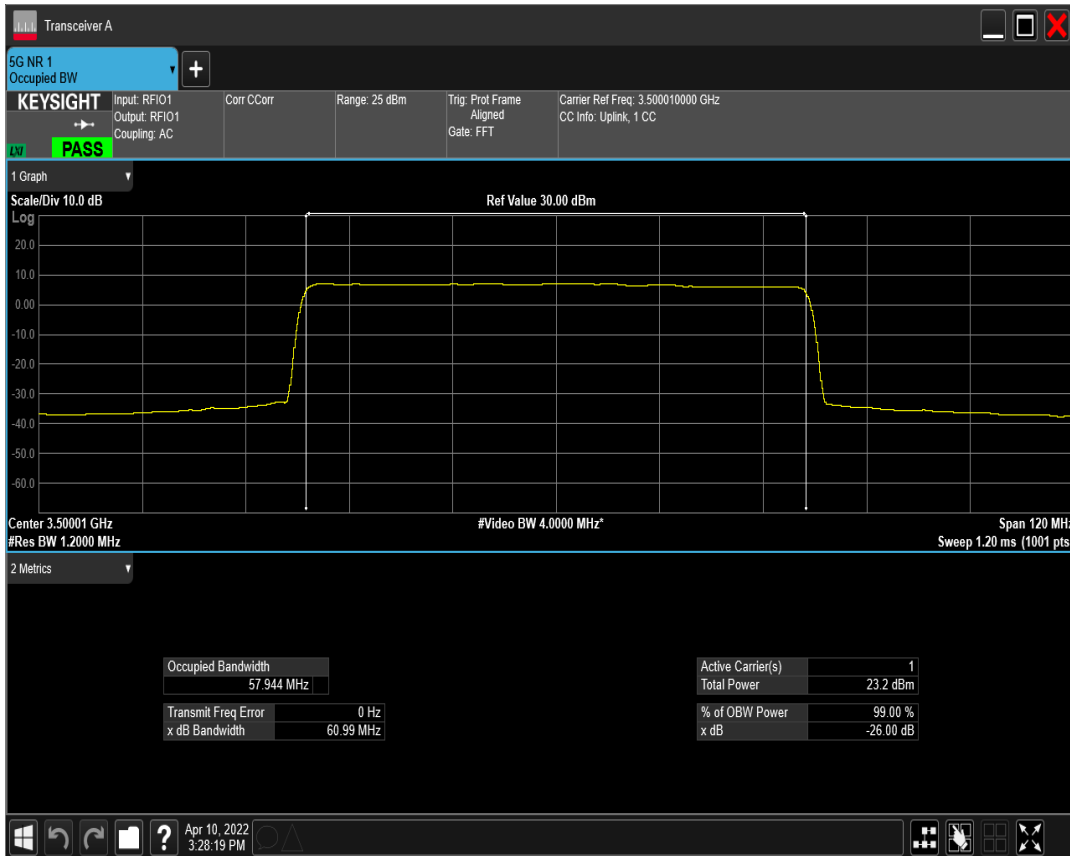 Transceiver A
5G NR 1
Occupied BW
KEYSIGHT
LXI
PASS
Input: RFIO1
Output: RFIO1
Coupling: AC
Corr CCorr
Range: 25 dBm
Trig: Prot Frame
Aligned
Gate: FFT
Carrier Ref Freq: 3.500010000 GHz
CC Info: Uplink, 1 CC
1 Graph
Scale/Div 10.0 dB
Ref Value 30.00 dBm
Log
20.0
10.0
0.00
-10.0
-20.0
-30.0
-40.0
-50.0
-60.0
Center 3.50001 GHz
#Video BW 4.0000 MHz*
Span 120 MHz
#Res BW 1.2000 MHz
Sweep 1.20 ms (1001 pts
2 Metrics
Occupied Bandwidth
57.944 MHz
Transmit Freq Error 0 Hz
x dB Bandwidth 60.99 MHz
Active Carrier(s) 1
Total Power 23.2 dBm
% of OBW Power 99.00 %
x dB -26.00 dB
?
Apr 10, 2022
3:28:19 PM